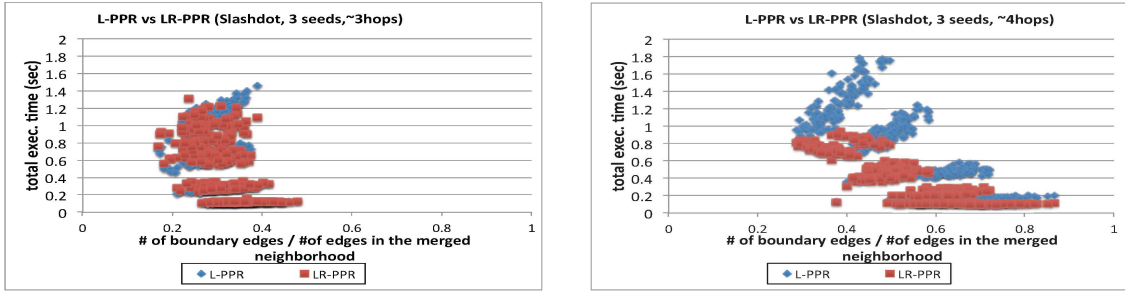 L-PPR vs LR-PPR (Slashdot, 3 seeds,~3hops)
total exec. time (sec)
2
1.8
1.6
1.4
1.2
1
0.8
0.6
0.4
0.2
0
0
0.2
0.4
0.6
0.8
1
# of boundary edges / #of edges in the merged
neighborhood
L-PPR
LR-PPR
L-PPR vs LR-PPR (Slashdot, 3 seeds, ~4hops)
total exec. time (sec)
2
1.8
1.6
1.4
1.2
1
0.8
0.6
0.4
0.2
0
0
0.2
0.4
0.6
0.8
1
# of boundary edges / #of edges in the merged
neighborhood
L-PPR
LR-PPR